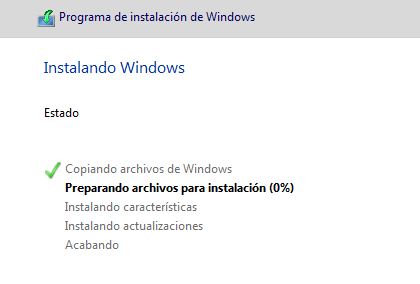 Programa de instalación de Windows
Instalando Windows
Estado
Copiando archivos de Windows
Preparando archivos para instalación (0%)
Instalando características
Instalando actualizaciones
Acabando